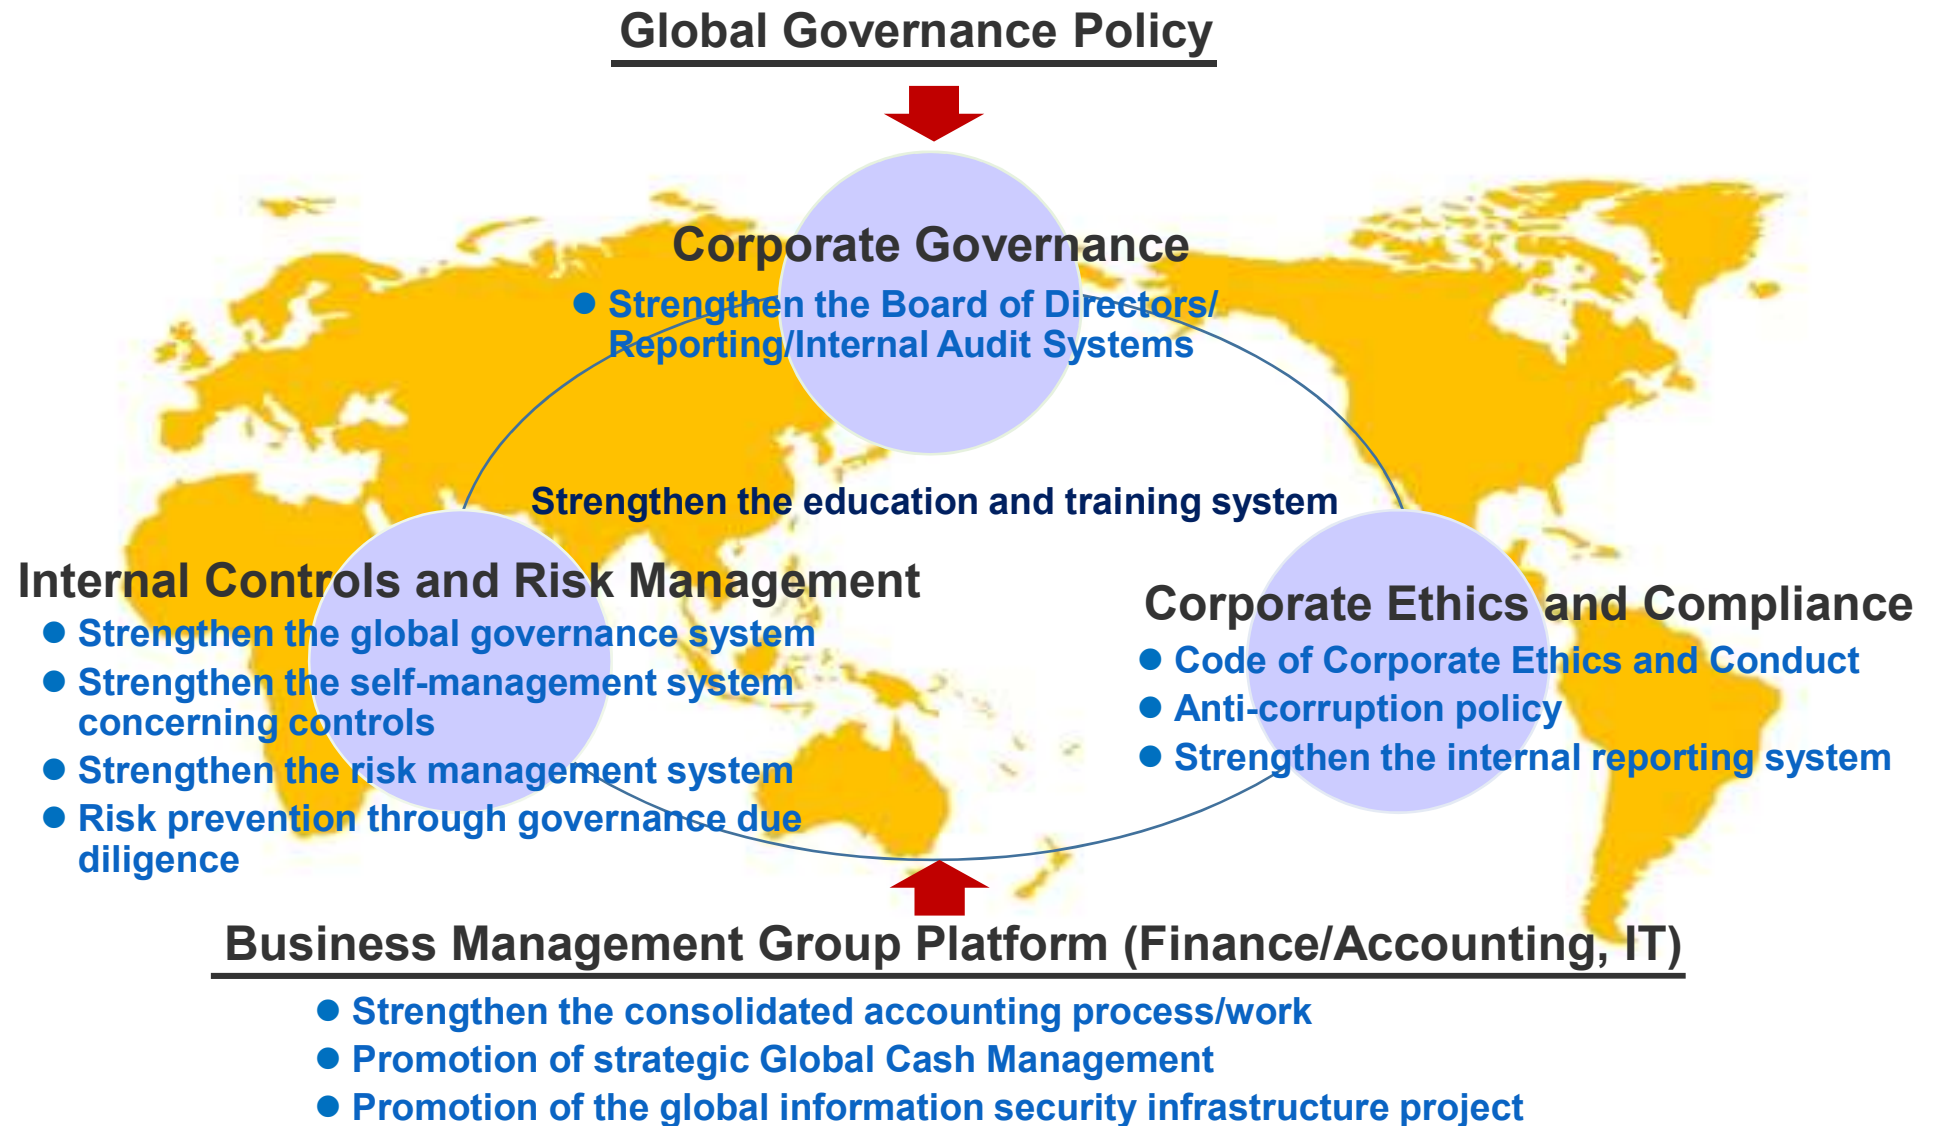 Global Governance Policy
Corporate Governance
● Strengthen the Board of Directors/
Reporting/Internal Audit Systems
Strengthen the education and training system
Internal Controls and Risk Management
● Strengthen the global governance system
● Strengthen the self-management system
concerning controls
● Strengthen the risk management system
● Risk prevention through governance due
diligence
Corporate Ethics and Compliance
● Code of Corporate Ethics and Conduct
● Anti-corruption policy
● Strengthen the internal reporting system
Business Management Group Platform (Finance/Accounting, IT)
● Strengthen the consolidated accounting process/work
● Promotion of strategic Global Cash Management
● Promotion of the global information security infrastructure project